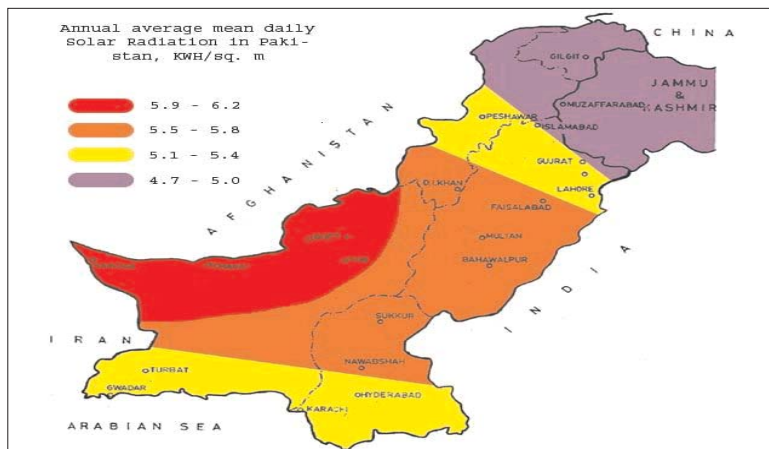 Annual average mean daily
Solar Radiation in Paki-
stan, KWH/sq. m
5.9 - 6.2
5.5 - 5.8
5.1 - 5.4
4.7 - 5.0
CHINA
GILGIT
JAMMU
&
KASHMIR
MUZAFFARABAD
PESHAWAR
ISLAMABAD
AFGHANISTAN
GUJRAT
D.I.KHAN
LAHORE
FAISALABAD
MULTAN
BAHAWALPUR
INDIA
SUKKUR
IRAN
NAWABSHAH
TURBAT
GWADAR
HYDERABAD
KARACHI
ARABIAN SEA